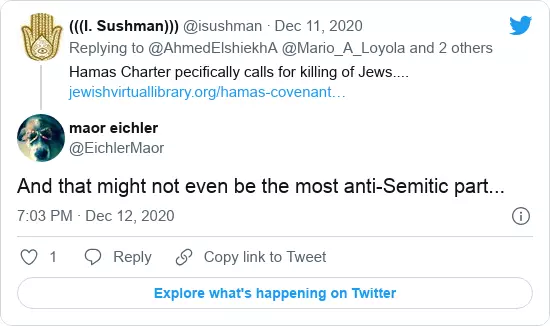 (((I. Sushman))) @isushman · Dec 11, 2020
Replying to @AhmedElshiekhA @Mario_A_Loyola and 2 others
Hamas Charter pecifically calls for killing of Jews....
jewishvirtuallibrary.org/hamas-covenant…
maor eichler
@EichlerMaor
And that might not even be the most anti-Semitic part...
7:03 PM · Dec 12, 2020
1 Reply Copy link to Tweet
Explore what's happening on Twitter